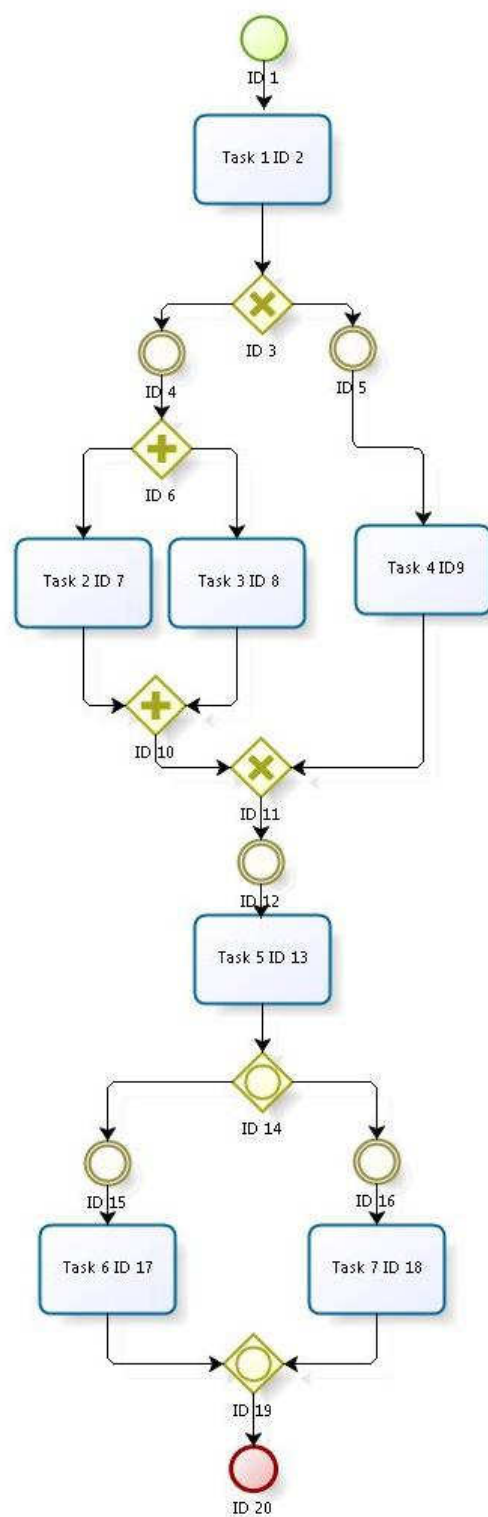 ID 1
Task 1 ID 2
ID 3
ID 4
ID 5
ID 6
Task 2 ID 7
Task 3 ID 8
Task 4 ID9
ID 10
ID 11
ID 12
Task 5 ID 13
ID 14
ID 15
ID 16
Task 6 ID 17
Task 7 ID 18
ID 19
ID 20